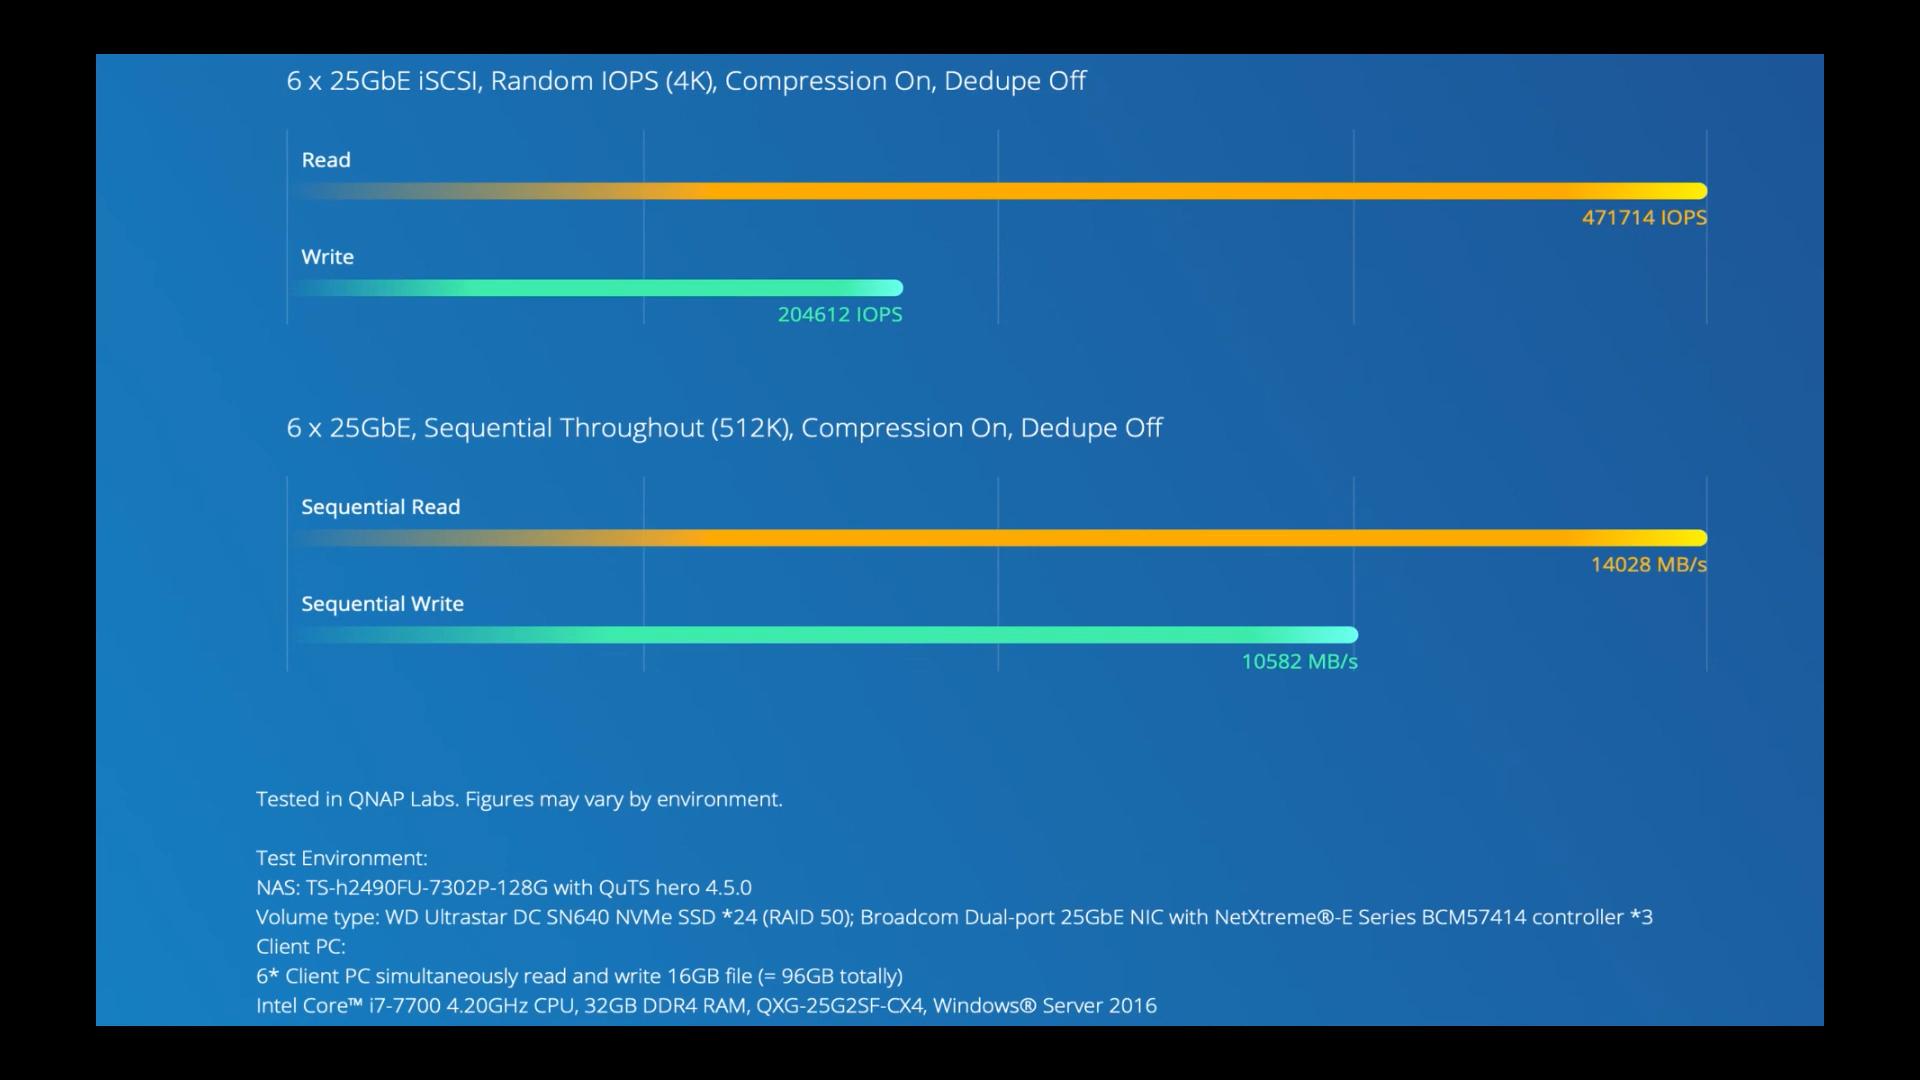 6 x 25GbE iSCSI, Random IOPS (4K), Compression On, Dedupe Off
Read
471714 IOPS
Write
204612 IOPS
6 x 25GbE, Sequential Throughout (512K), Compression On, Dedupe Off
Sequential Read
14028 MB/s
Sequential Write
10582 MB/s
Tested in QNAP Labs. Figures may vary by environment.
Test Environment:
NAS: TS-h2490FU-7302P-128G with QuTS hero 4.5.0
Volume type: WD Ultrastar DC SN640 NVMe SSD *24 (RAID 50); Broadcom Dual-port 25GbE NIC with NetXtreme®-E Series BCM57414 controller *3
Client PC:
6* Client PC simultaneously read and write 16GB file (= 96GB totally)
Intel Core™ i7-7700 4.20GHz CPU, 32GB DDR4 RAM, QXG-25G2SF-CX4, Windows® Server 2016